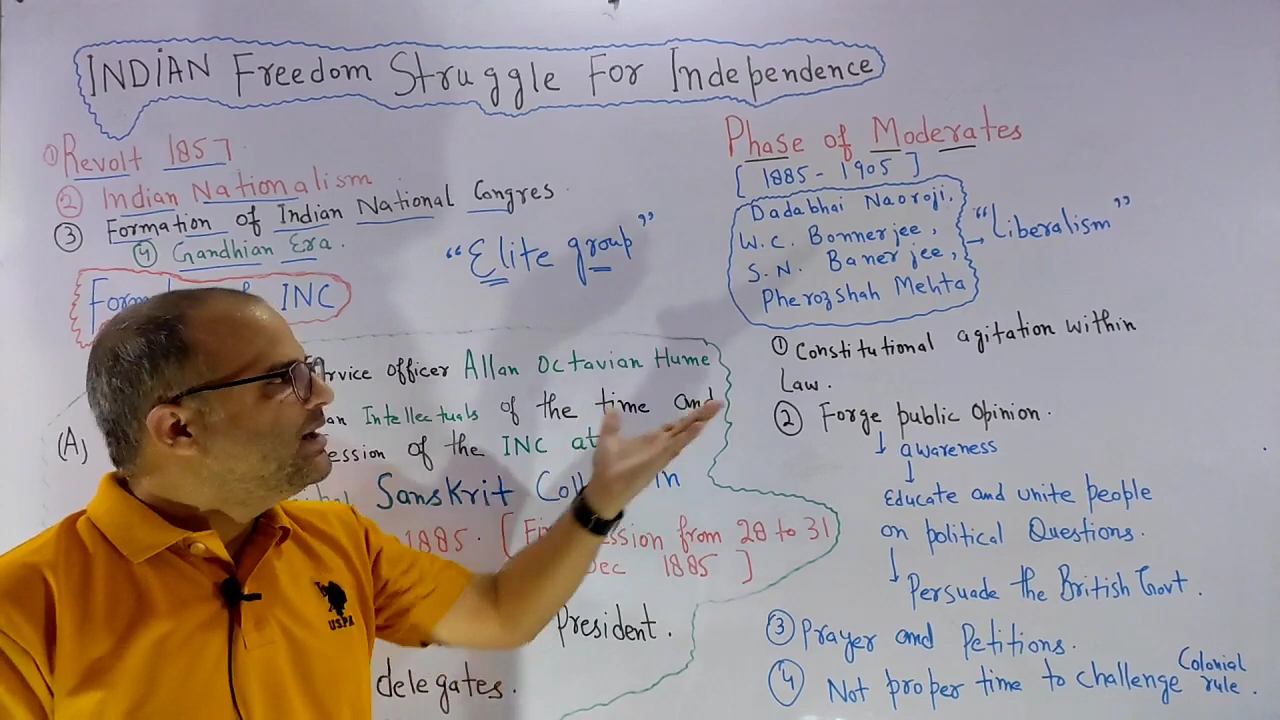 INDIAN Freedom Struggle For Independence
① Revolt 1857.
② Indian Nationalism
③ Formation of Indian National Congres
④ Gandhian Era.
"Elite group"
INC
Officer Allan Octavian Hume
Intellectuals of the time and
of the INC at
Sanskrit in
1885. [ from 28 to 31
1885 ]
President.
delegates.
(A)
Phase of Moderates
[ 1885 - 1905 ]
Dadabhai Naoroji,
W.C. Bonnerjee,
S.N. Banerjee,
Pherozshah Mehta
→ "Liberalism"
① Constitutional agitation within
Law.
② Forge public Opinion.
↓ awareness
↓
Educate and unite people
on political Questions.
↳ Persuade the British Govt.
③ Prayer and Petitions.
④ Not proper time to challenge Colonial
rule.
U.S.P.A